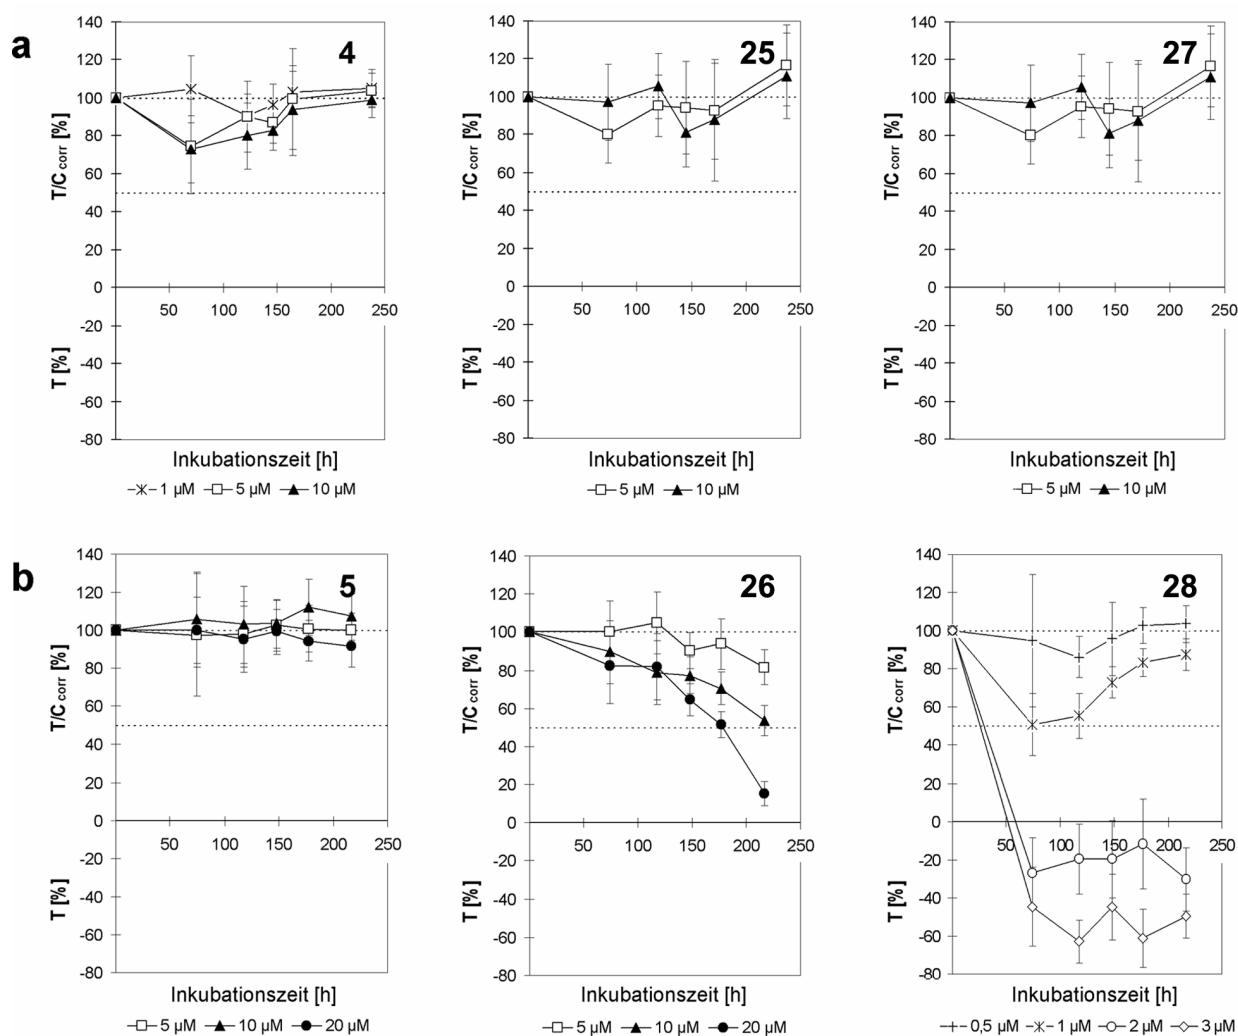 a
4
140
120
100
80
60
40
20
0
-20
-40
-60
-80
50 100 150 200 250
T/C corr [%]
T [%]
Inkubationszeit [h]
1 µM 5 µM 10 µM
25
140
120
100
80
60
40
20
0
-20
-40
-60
-80
50 100 150 200 250
T/C corr [%]
T [%]
Inkubationszeit [h]
5 µM 10 µM
27
140
120
100
80
60
40
20
0
-20
-40
-60
-80
50 100 150 200 250
T/C corr [%]
T [%]
Inkubationszeit [h]
5 µM 10 µM
b
5
140
120
100
80
60
40
20
0
-20
-40
-60
-80
50 100 150 200 250
T/C corr [%]
T [%]
Inkubationszeit [h]
5 µM 10 µM 20 µM
26
140
120
100
80
60
40
20
0
-20
-40
-60
-80
50 100 150 200 250
T/C corr [%]
T [%]
Inkubationszeit [h]
5 µM 10 µM 20 µM
28
140
120
100
80
60
40
20
0
-20
-40
-60
-80
50 100 150 200 250
T/C corr [%]
T [%]
Inkubationszeit [h]
0,5 µM 1 µM 2 µM 3 µM